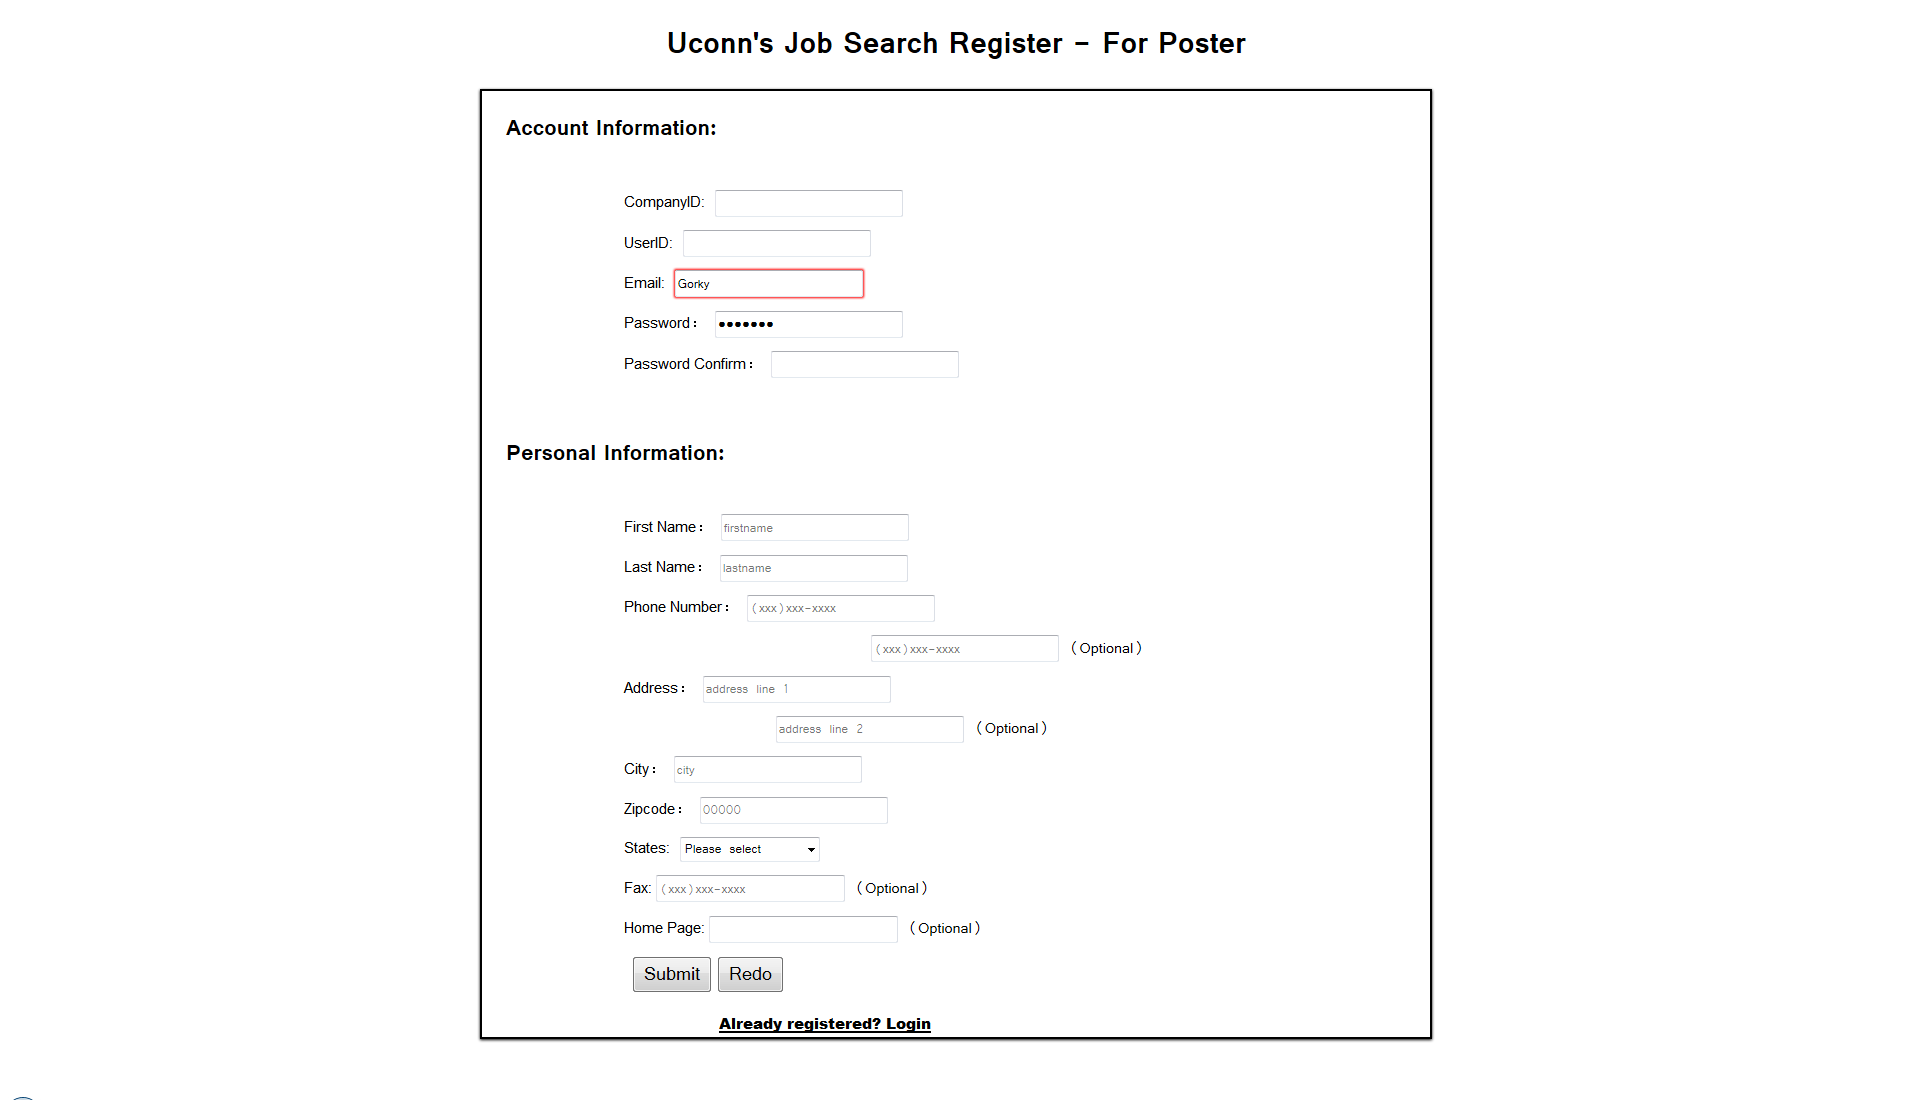 Uconn's Job Search Register - For Poster
Account Information:
CompanyID:
UserID:
Email: Gorky
Password: •••••••
Password Confirm:
Personal Information:
First Name: firstname
Last Name: lastname
Phone Number: (xxx)xxx-xxxx
(xxx)xxx-xxxx (Optional)
Address: address line 1
address line 2 (Optional)
City: city
Zipcode: 00000
States: Please select
Fax: (xxx)xxx-xxxx (Optional)
Home Page: (Optional)
Submit Redo
Already registered? Login